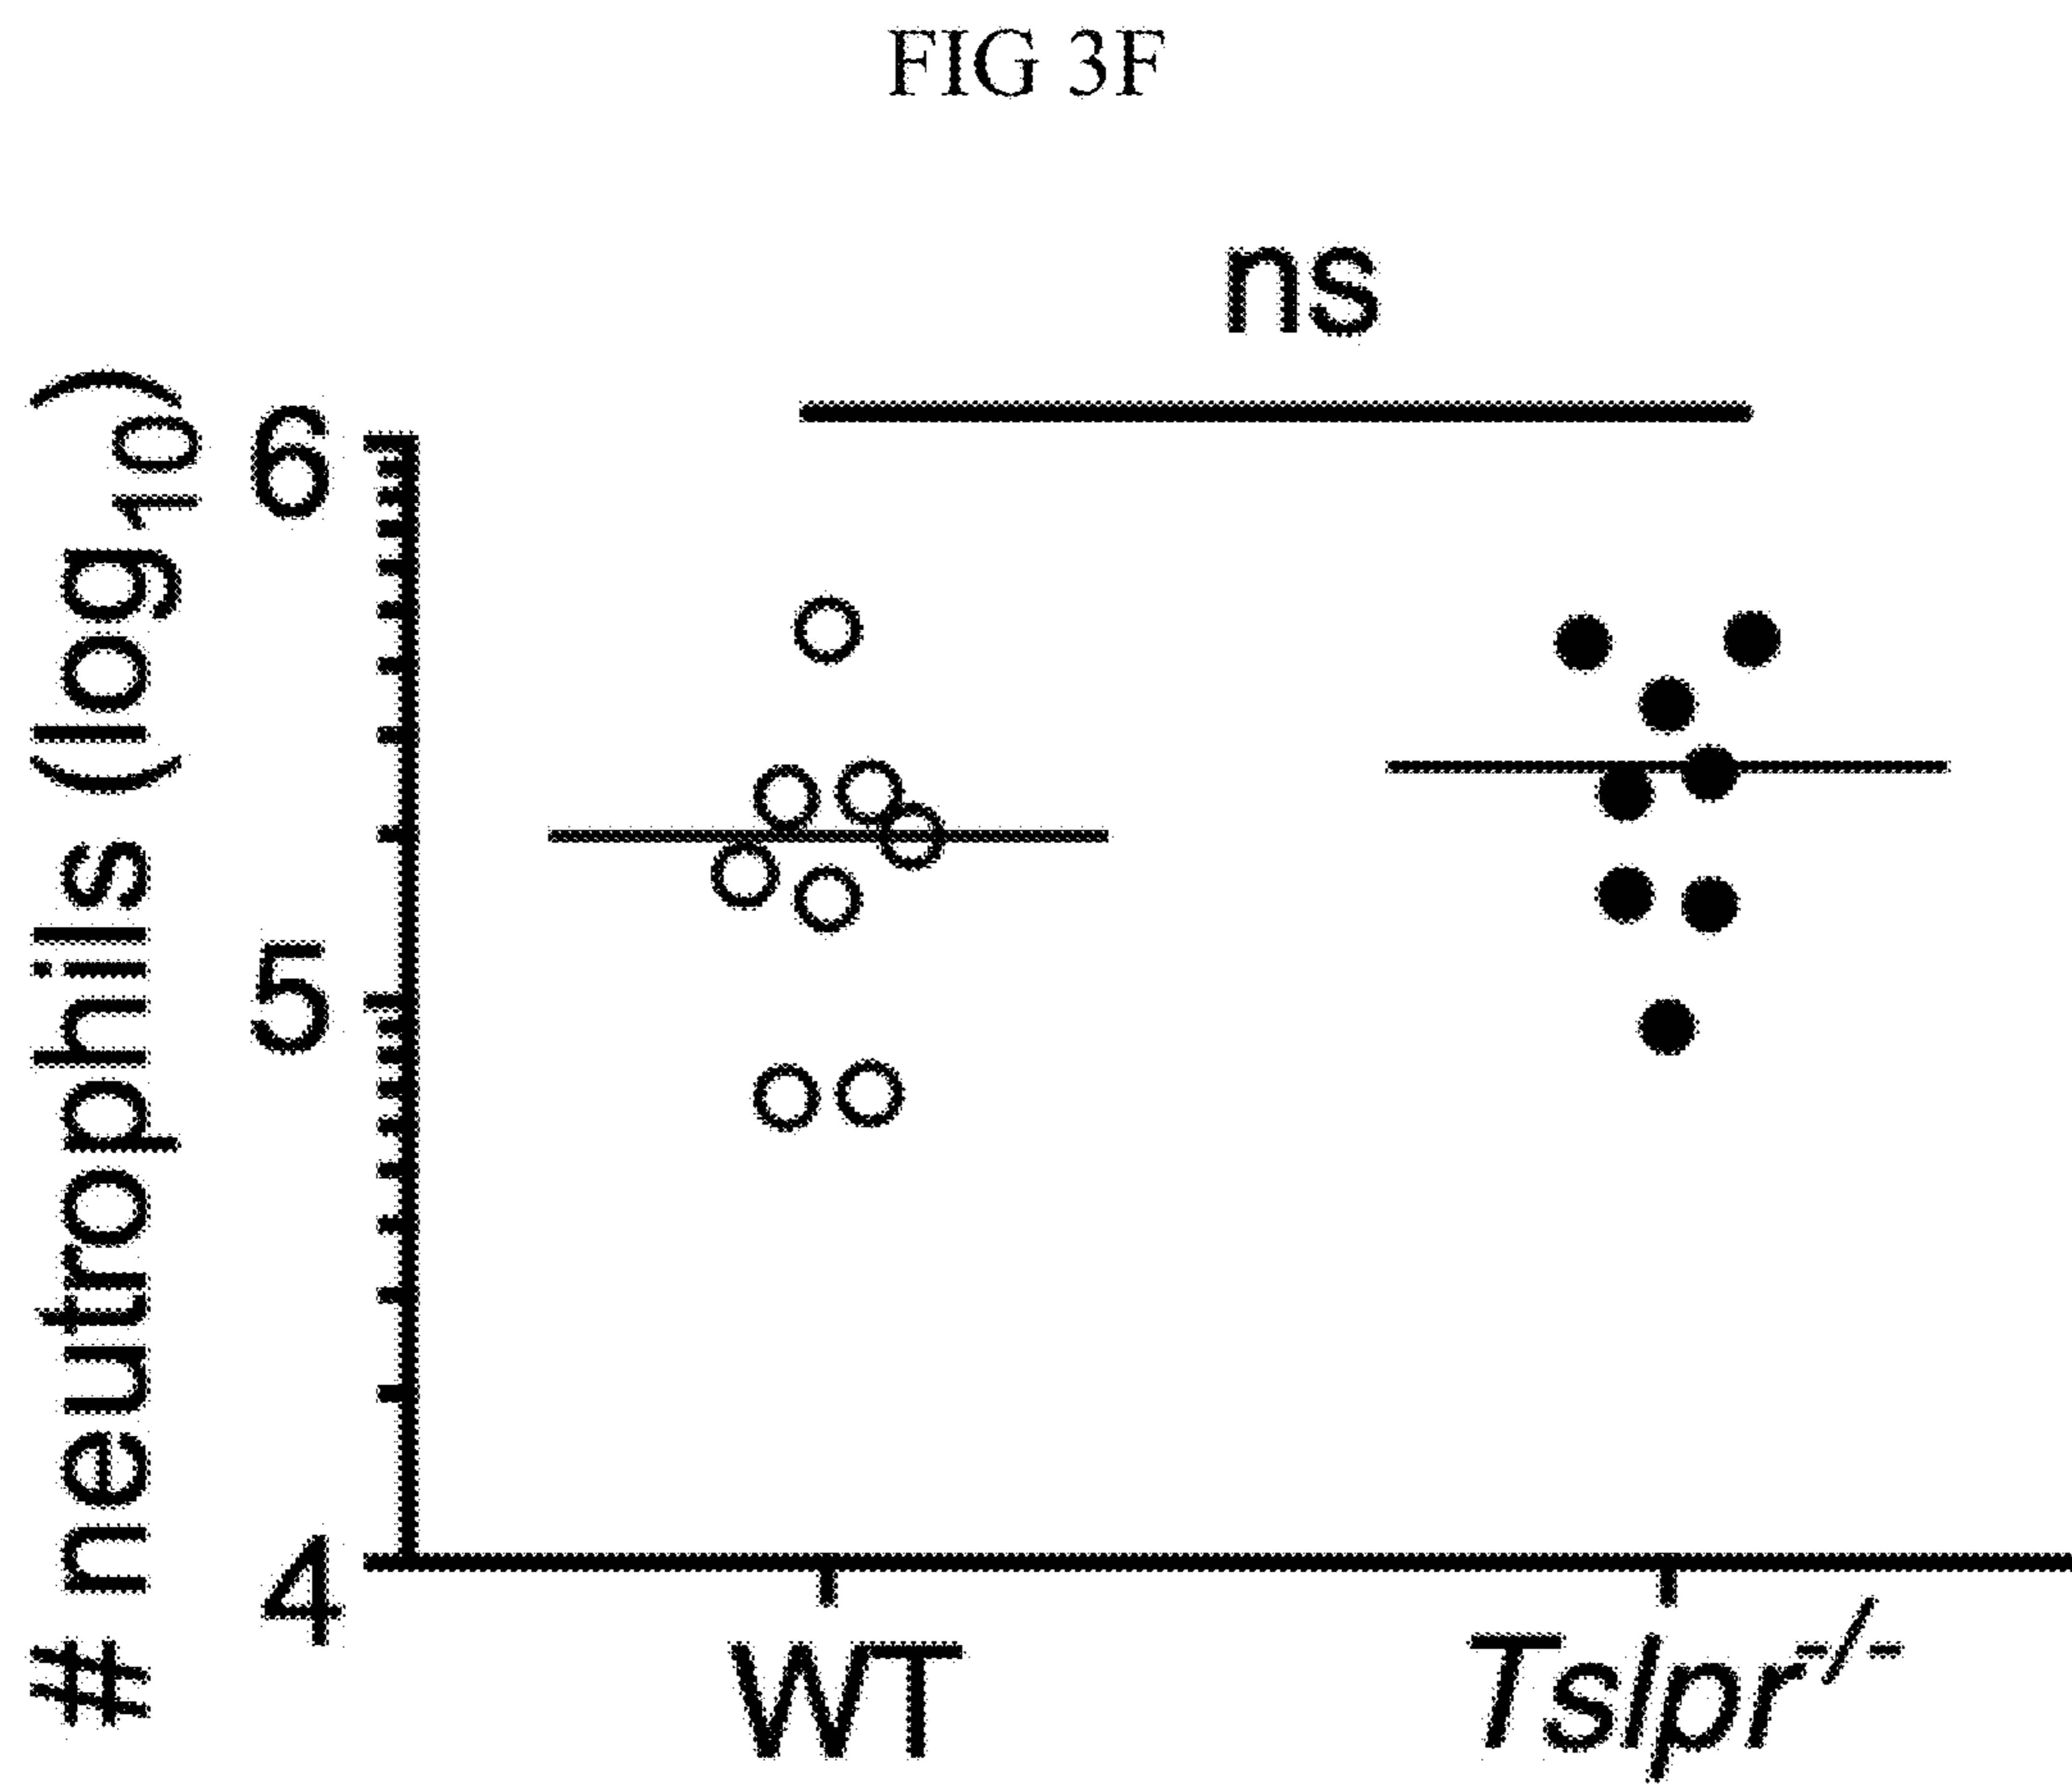 FIG 3F
ns
# neutrophils (log10)
6
5
4
WT
Tslpr-/-